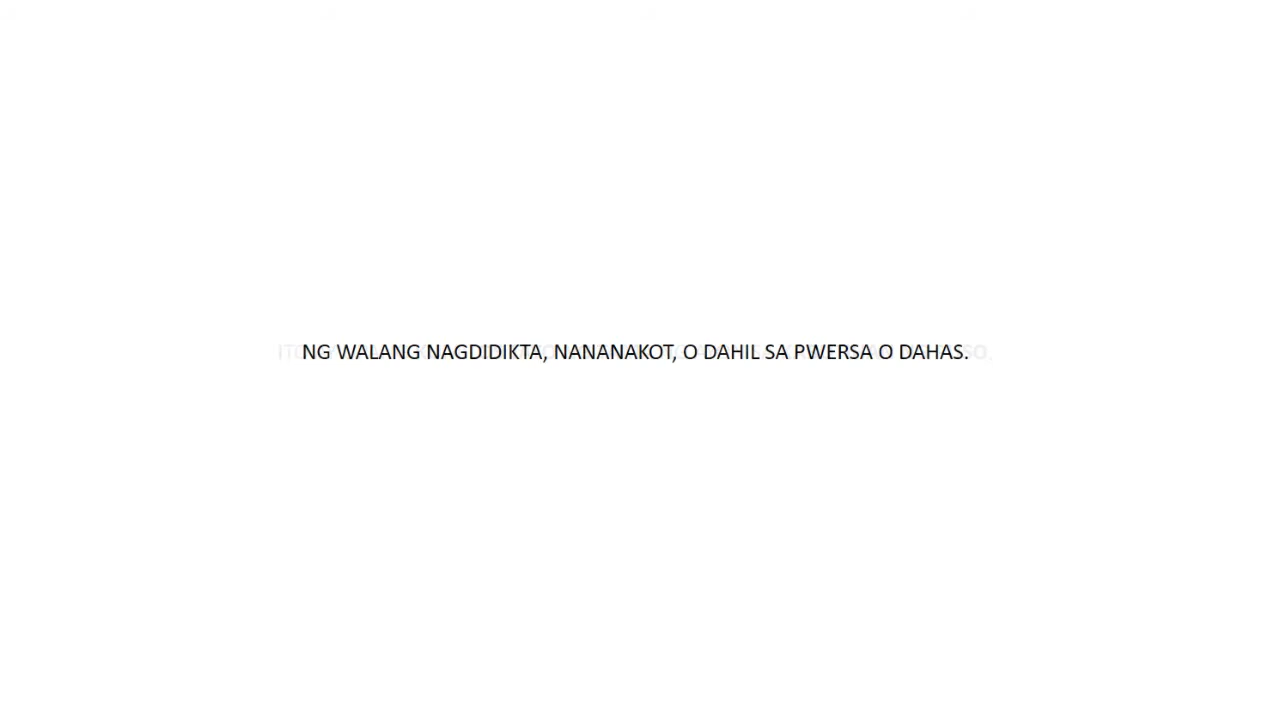 NG WALANG NAGDIDIKTA, NANANAKOT, O DAHIL SA PWERSA O DAHAS.